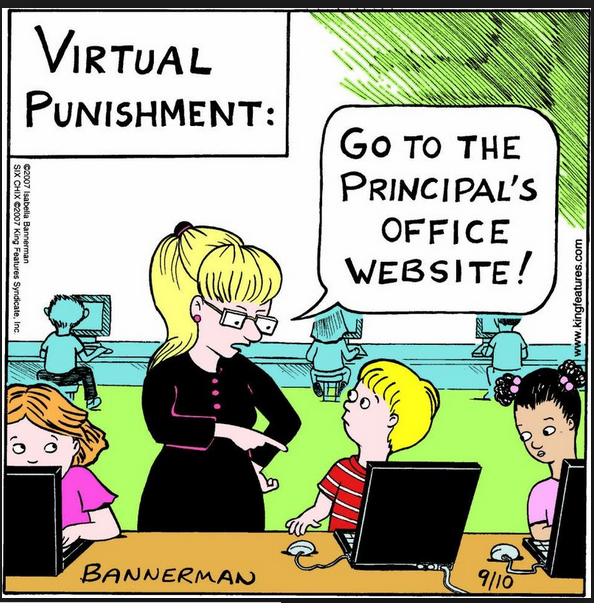 VIRTUAL
PUNISHMENT:
GO TO THE
PRINCIPAL'S
OFFICE
WEBSITE!
©2007 Isabella Bannerman
SIX CHIX ©2007 King Features Syndicate, Inc.
www.kingfeatures.com
BANNERMAN
9/10